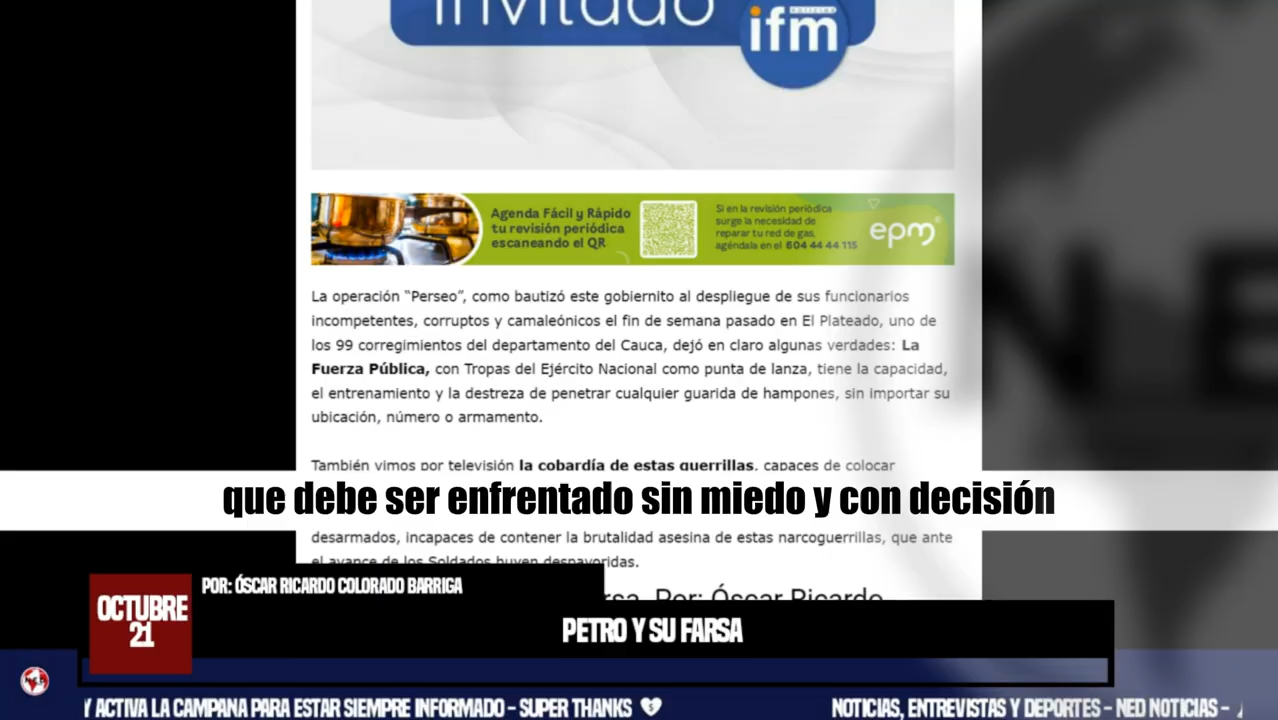 Invitado
NOTICIAS
ifm
Agenda Fácil y Rápido
tu revisión periódica
escaneando el QR
Si en la revisión periódica
surge la necesidad de
reparar tu red de gas,
agéndala en el 604 44 44 115
epm
La operación “Perseo”, como bautizó este gobiernito al despliegue de sus funcionarios
incompetentes, corruptos y camaleónicos el fin de semana pasado en El Plateado, uno de
los 99 corregimientos del departamento del Cauca, dejó en claro algunas verdades: La
Fuerza Pública, con Tropas del Ejército Nacional como punta de lanza, tiene la capacidad,
el entrenamiento y la destreza de penetrar cualquier guarida de hampones, sin importar su
ubicación, número o armamento.
También vimos por televisión la cobardía de estas guerrillas, capaces de colocar
que debe ser enfrentado sin miedo y con decisión
desarmados, incapaces de contener la brutalidad asesina de estas narcoguerrillas, que ante
el avance de los Soldados huyen despavoridas.
rsa. Por: Óscar Ricardo
POR: ÓSCAR RICARDO COLORADO BARRIGA
OCTUBRE
21
PETRO Y SU FARSA
Y ACTIVA LA CAMPANA PARA ESTAR SIEMPRE INFORMADO - SUPER THANKS
NOTICIAS, ENTREVISTAS Y DEPORTES - NED NOTICIAS -
N E